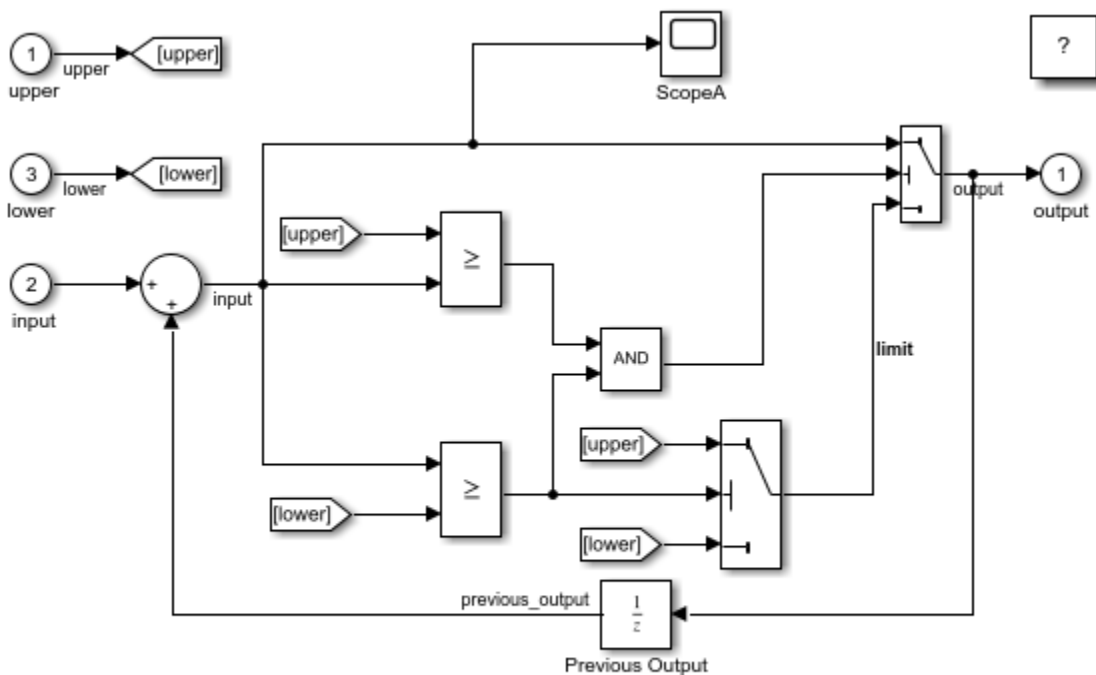 1
upper
upper
[upper]
ScopeA
?
3
lower
lower
[lower]
1
output
output
[upper]
≥
2
input
+
+
input
AND
limit
[upper]
≥
[lower]
[lower]
previous_output
1
z
Previous Output